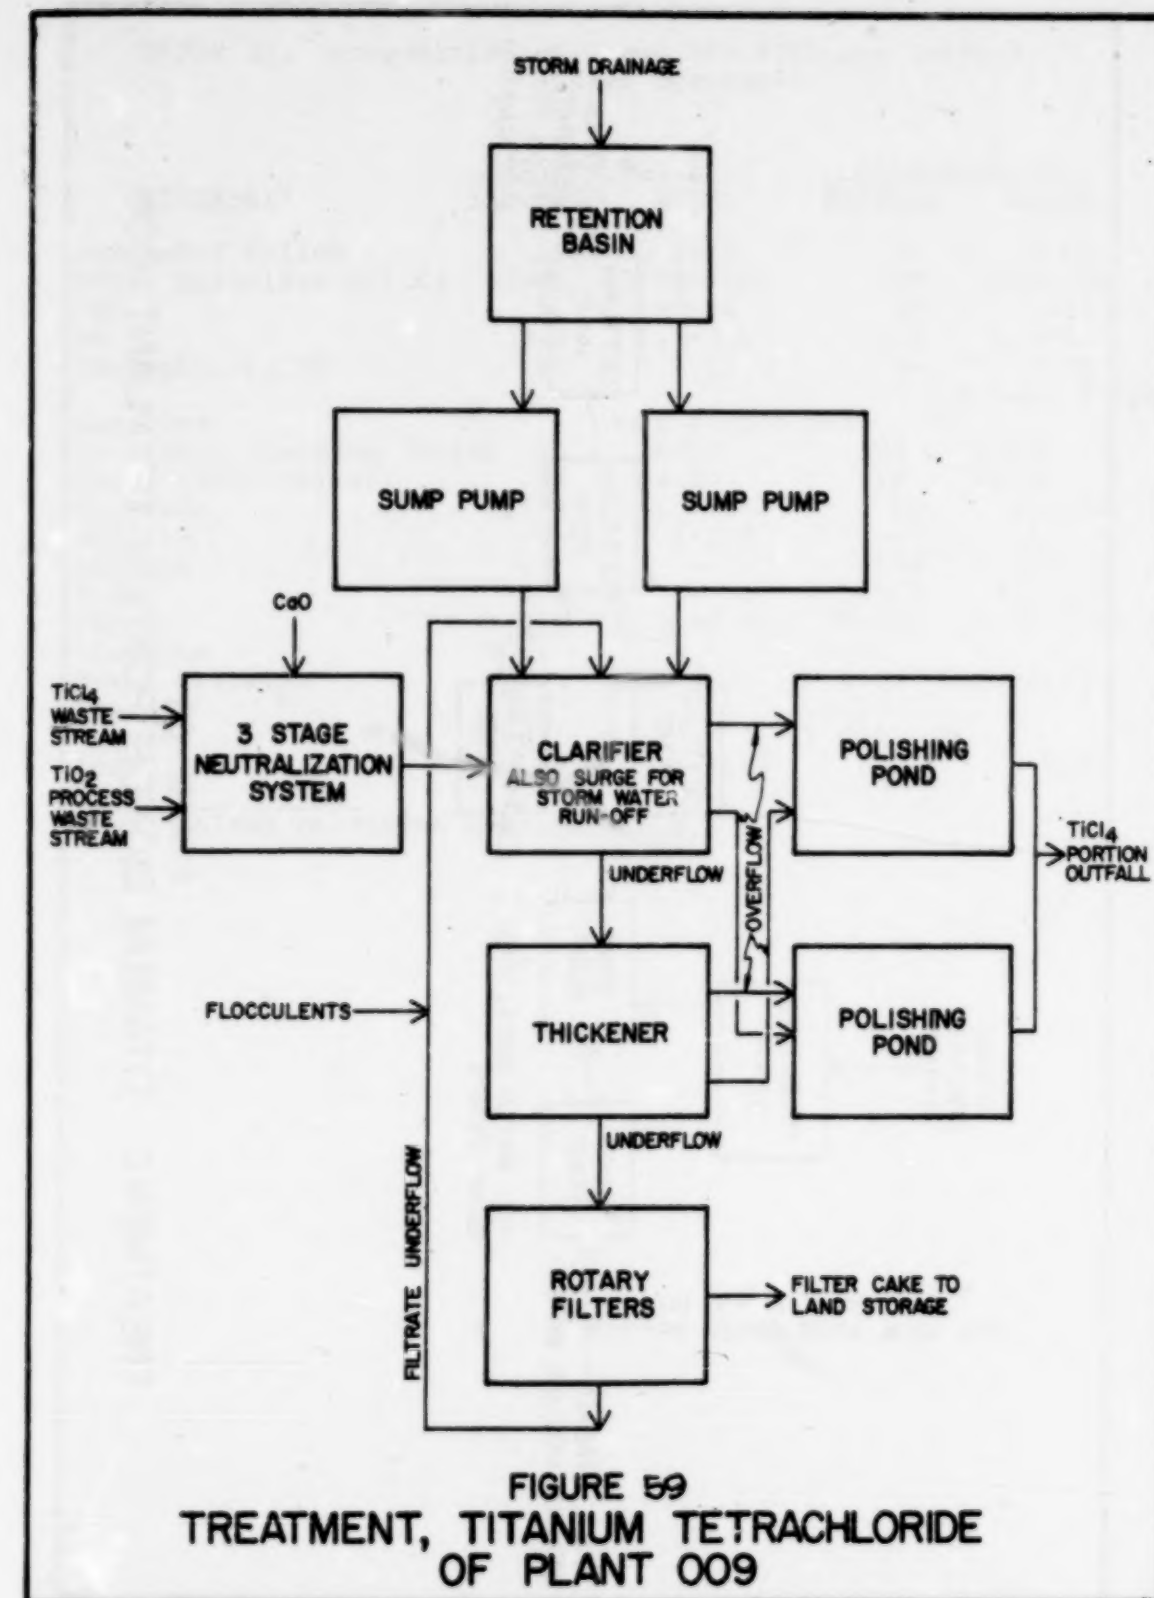 STORM DRAINAGE
RETENTION
BASIN
SUMP PUMP
SUMP PUMP
CaO
TiCl4
WASTE
STREAM
TiO2
PROCESS
WASTE
STREAM
3 STAGE
NEUTRALIZATION
SYSTEM
CLARIFIER
ALSO SURGE FOR
STORM WATER
RUN-OFF
POLISHING
POND
TiCl4
PORTION
OUTFALL
UNDERFLOW
OVERFLOW
FLOCCULENTS
THICKENER
POLISHING
POND
UNDERFLOW
FILTRATE UNDERFLOW
ROTARY
FILTERS
FILTER CAKE TO
LAND STORAGE
FIGURE 59
TREATMENT, TITANIUM TETRACHLORIDE
OF PLANT 009